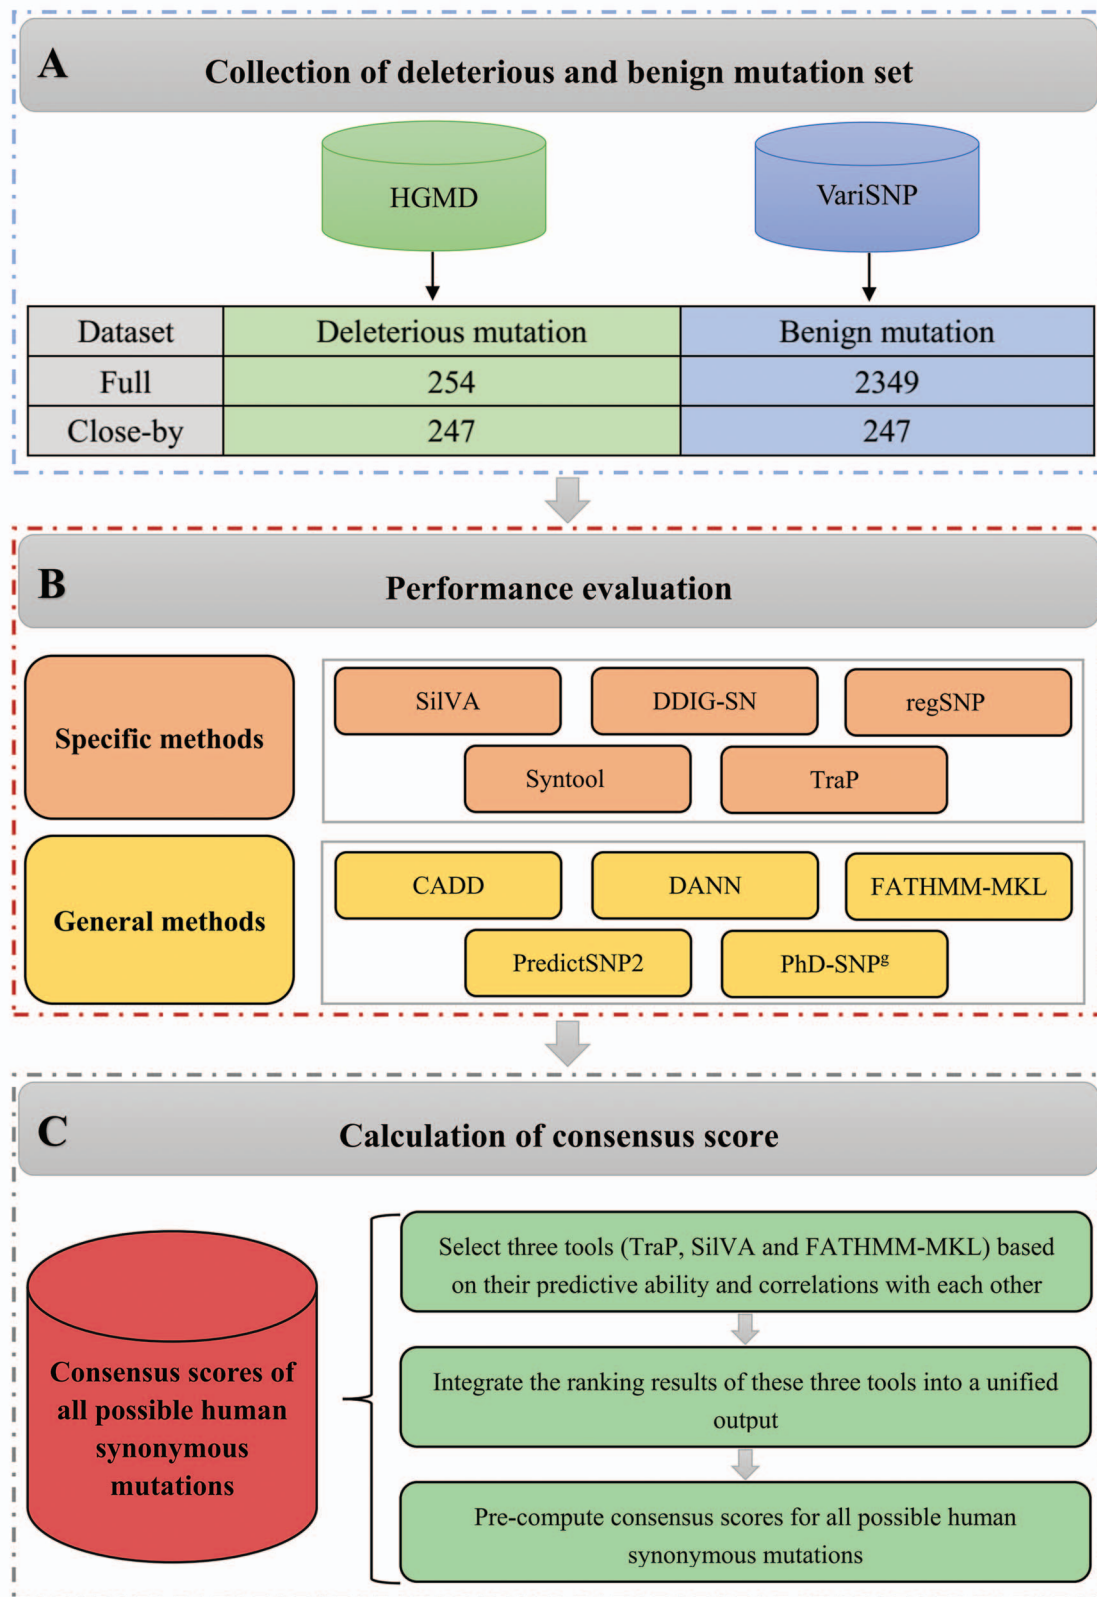 A
Collection of deleterious and benign mutation set
HGMD
VariSNP
Dataset Deleterious mutation Benign mutation
Full 254 2349
Close-by 247 247
B
Performance evaluation
Specific methods
SilVA DDIG-SN regSNP
Syntool TraP
General methods
CADD DANN FATHMM-MKL
PredictSNP2 PhD-SNPᵍ
C
Calculation of consensus score
Consensus scores of
all possible human
synonymous
mutations
Select three tools (TraP, SilVA and FATHMM-MKL) based
on their predictive ability and correlations with each other
Integrate the ranking results of these three tools into a unified
output
Pre-compute consensus scores for all possible human
synonymous mutations